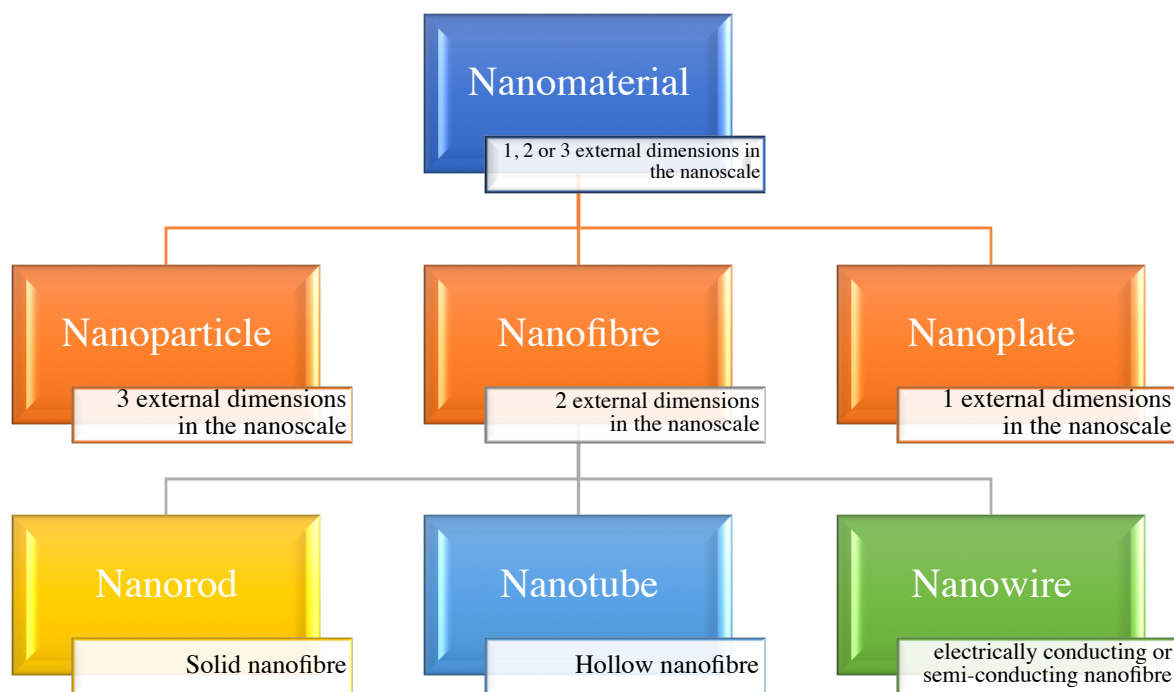 Nanomaterial
1, 2 or 3 external dimensions in
the nanoscale
Nanoparticle
3 external dimensions
in the nanoscale
Nanofibre
2 external dimensions
in the nanoscale
Nanoplate
1 external dimensions
in the nanoscale
Nanorod
Solid nanofibre
Nanotube
Hollow nanofibre
Nanowire
electrically conducting or
semi-conducting nanofibre